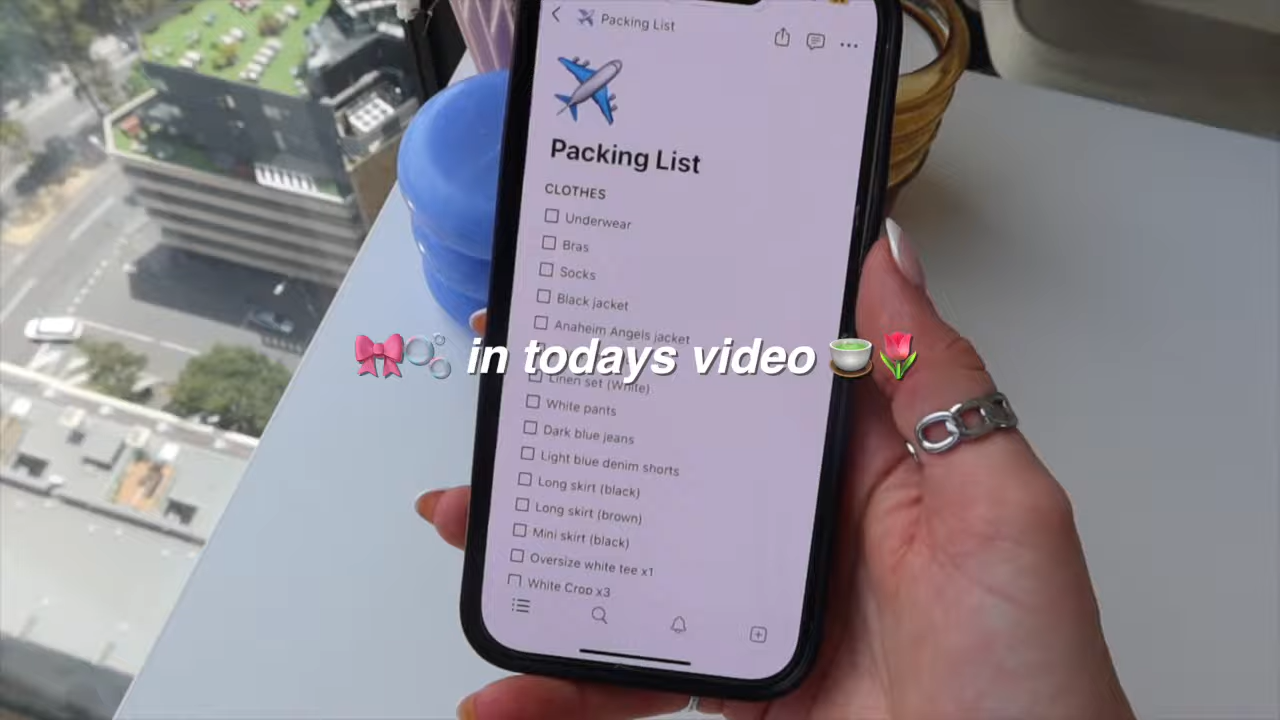 Packing List
Packing List
CLOTHES
Underwear
Bras
Socks
Black jacket
Anaheim Angels jacket
in todays video
Linen set (White)
White pants
Dark blue jeans
Light blue denim shorts
Long skirt (black)
Long skirt (brown)
Mini skirt (black)
Oversize white tee x1
White Crop x3